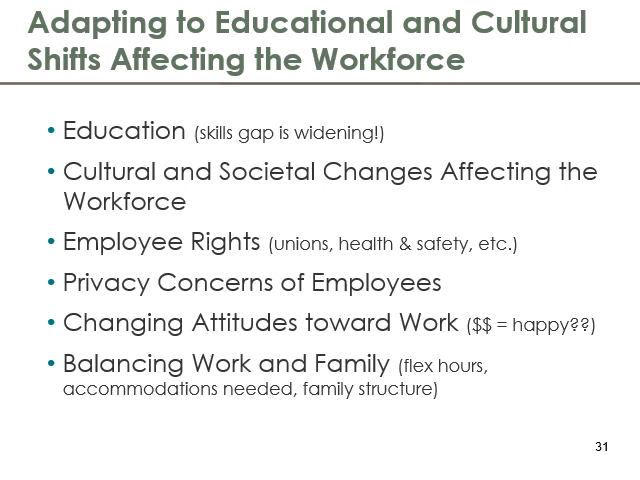 Adapting to Educational and Cultural
Shifts Affecting the Workforce
• Education (skills gap is widening!)
• Cultural and Societal Changes Affecting the
Workforce
• Employee Rights (unions, health & safety, etc.)
• Privacy Concerns of Employees
• Changing Attitudes toward Work ($$ = happy??)
• Balancing Work and Family (flex hours,
accommodations needed, family structure)
31